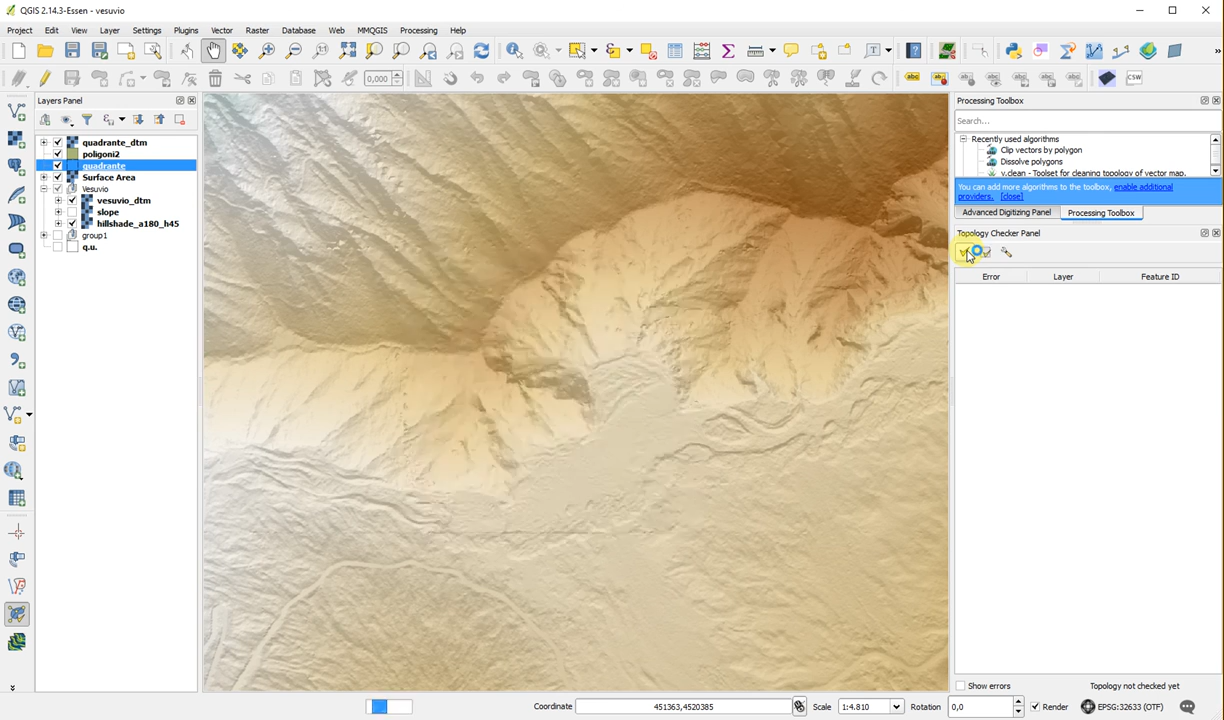 QGIS 2.14.3-Essen - vesuvio
Project Edit View Layer Settings Plugins Vector Raster Database Web MMQGIS Processing Help
0,000
abc
CSW
Layers Panel
quadrante_dtm
poligoni2
quadrante
Surface Area
Vesuvio
vesuvio_dtm
slope
hillshade_a180_h45
group1
q.u.
Processing Toolbox
Search...
Recently used algorithms
Clip vectors by polygon
Dissolve polygons
v.clean - Toolset for cleaning topology of vector map.
You can add more algorithms to the toolbox, enable additional
providers. [close]
Advanced Digitizing Panel Processing Toolbox
Topology Checker Panel
Error Layer Feature ID
Show errors Topology not checked yet
Coordinate 451363,4520385 Scale 1:4.810 Rotation 0,0 Render EPSG:32633 (OTF)